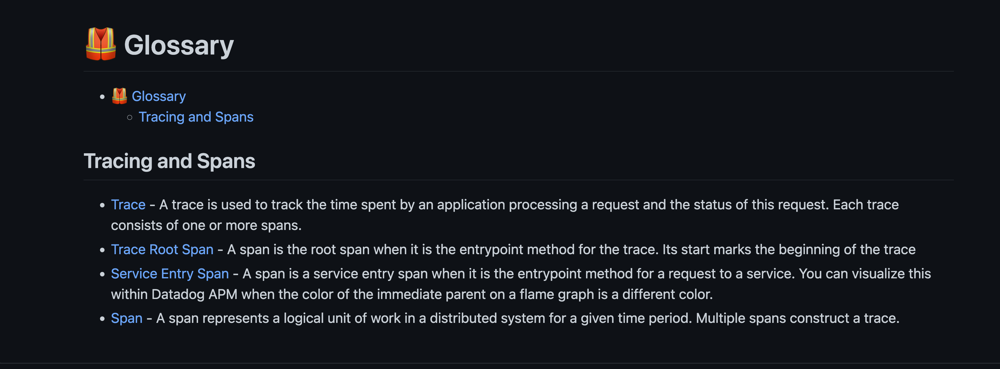 🦺 Glossary
🦺 Glossary
Tracing and Spans
Tracing and Spans
Trace - A trace is used to track the time spent by an application processing a request and the status of this request. Each trace
consists of one or more spans.
Trace Root Span - A span is the root span when it is the entrypoint method for the trace. Its start marks the beginning of the trace
Service Entry Span - A span is a service entry span when it is the entrypoint method for a request to a service. You can visualize this
within Datadog APM when the color of the immediate parent on a flame graph is a different color.
Span - A span represents a logical unit of work in a distributed system for a given time period. Multiple spans construct a trace.